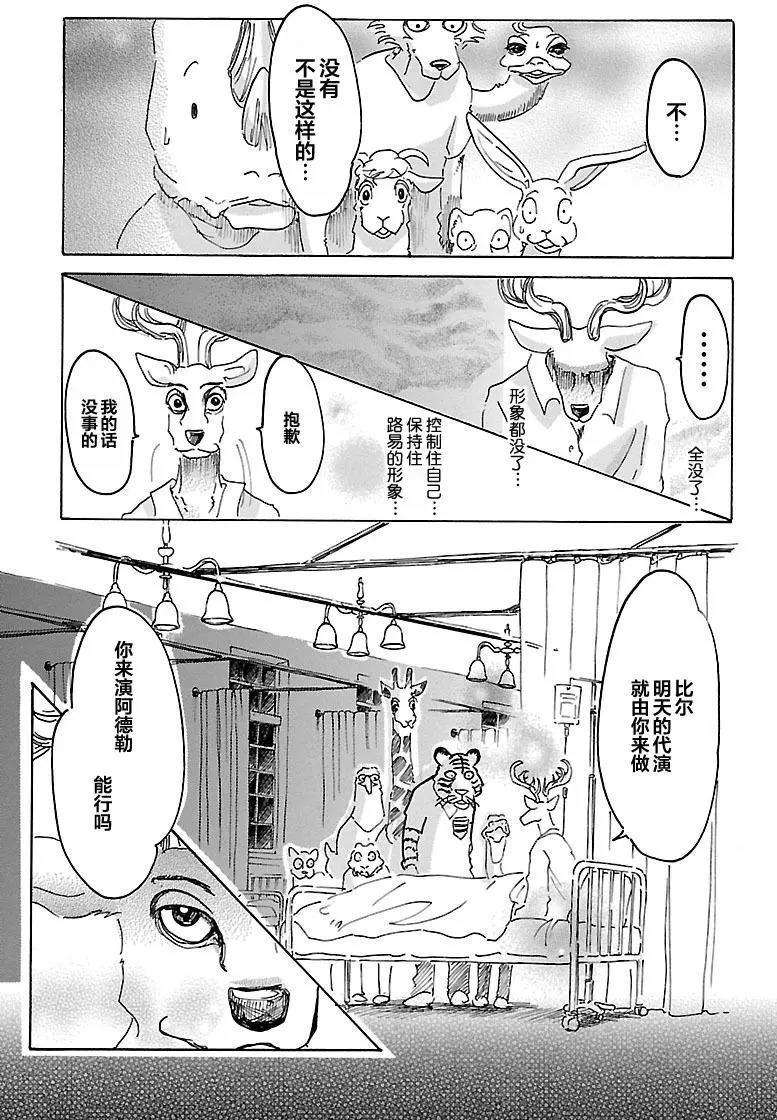 不…
没有
不是这样的…
……
全没了…
形象都没了…
控制住自己…
保持住
路易的形象…
抱歉
我的话
没事的
比尔
明天的代演
就由你来做
你来演阿德勒
能行吗